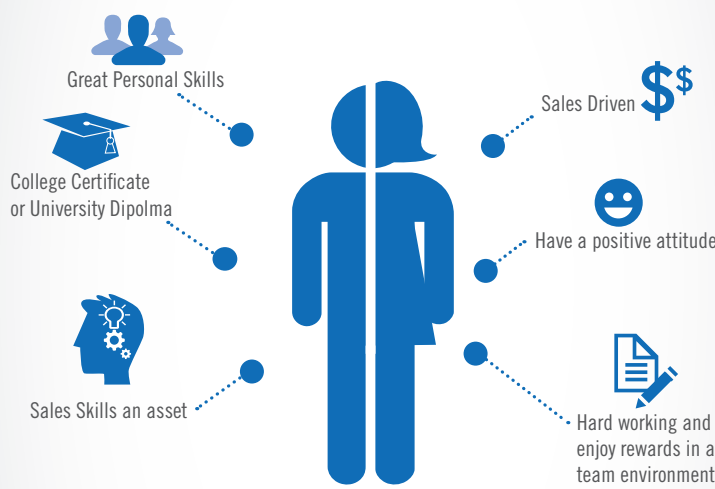 Great Personal Skills
College Certificate
or University Dipolma
Sales Skills an asset
Sales Driven $$
Have a positive attitude
Hard working and
enjoy rewards in a
team environment